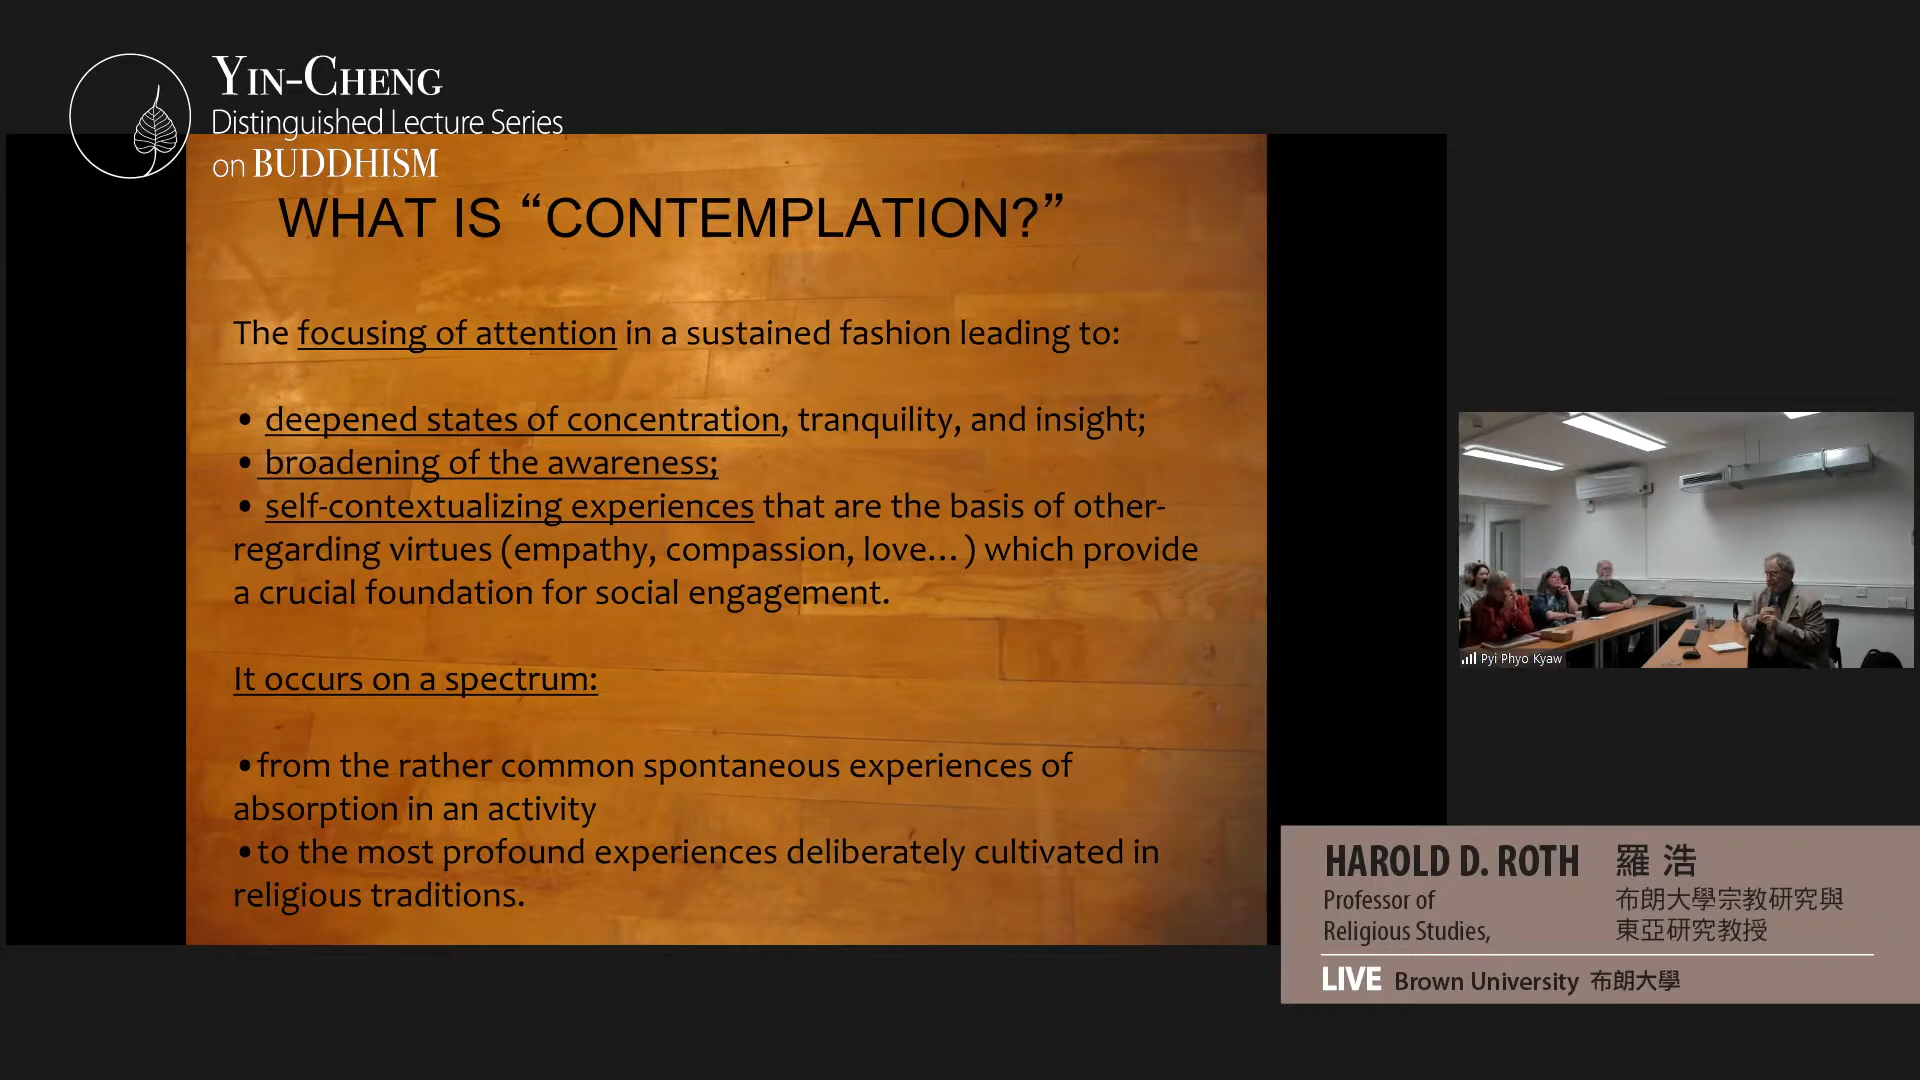 YIN-CHENG
Distinguished Lecture Series
on BUDDHISM
WHAT IS “CONTEMPLATION?”
The focusing of attention in a sustained fashion leading to:
• deepened states of concentration, tranquility, and insight;
• broadening of the awareness;
• self-contextualizing experiences that are the basis of other-
regarding virtues (empathy, compassion, love… ) which provide
a crucial foundation for social engagement.
It occurs on a spectrum:
•from the rather common spontaneous experiences of
absorption in an activity
•to the most profound experiences deliberately cultivated in
religious traditions.
Pyi Phyo Kyaw
HAROLD D. ROTH 羅 浩
Professor of
Religious Studies,
布朗大學宗教研究與
東亞研究教授
LIVE Brown University 布朗大學